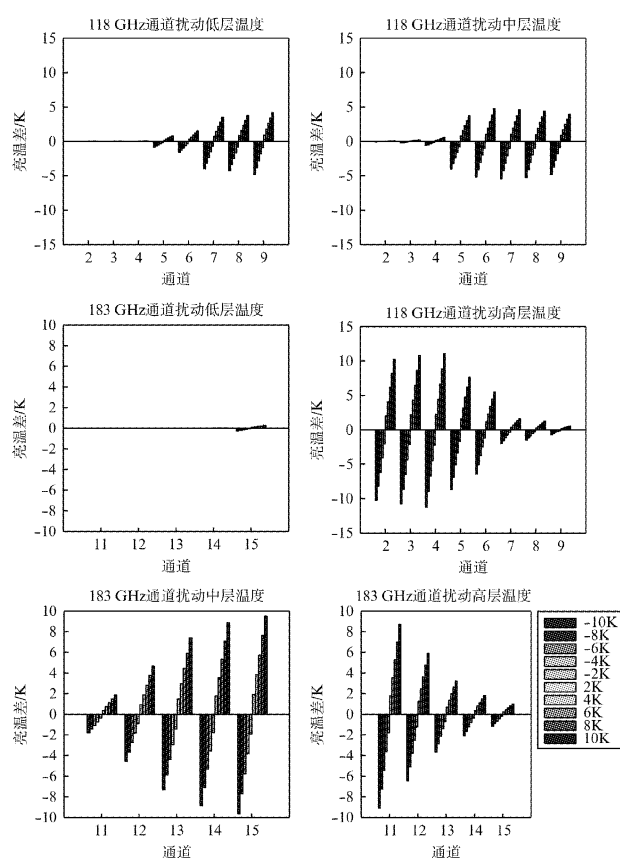 118 GHz通道扰动低层温度
15
10
5
0
-5
-10
-15
亮温差/K
2 3 4 5 6 7 8 9
通道
118 GHz通道扰动中层温度
15
10
5
0
-5
-10
-15
亮温差/K
2 3 4 5 6 7 8 9
通道
183 GHz通道扰动低层温度
10
8
6
4
2
0
-2
-4
-6
-8
-10
亮温差/K
11 12 13 14 15
通道
118 GHz通道扰动高层温度
15
10
5
0
-5
-10
-15
亮温差/K
2 3 4 5 6 7 8 9
通道
183 GHz通道扰动中层温度
10
8
6
4
2
0
-2
-4
-6
-8
-10
亮温差/K
11 12 13 14 15
通道
183 GHz通道扰动高层温度
10
8
6
4
2
0
-2
-4
-6
-8
-10
亮温差/K
11 12 13 14 15
通道
-10K
-8K
-6K
-4K
-2K
2K
4K
6K
8K
10K